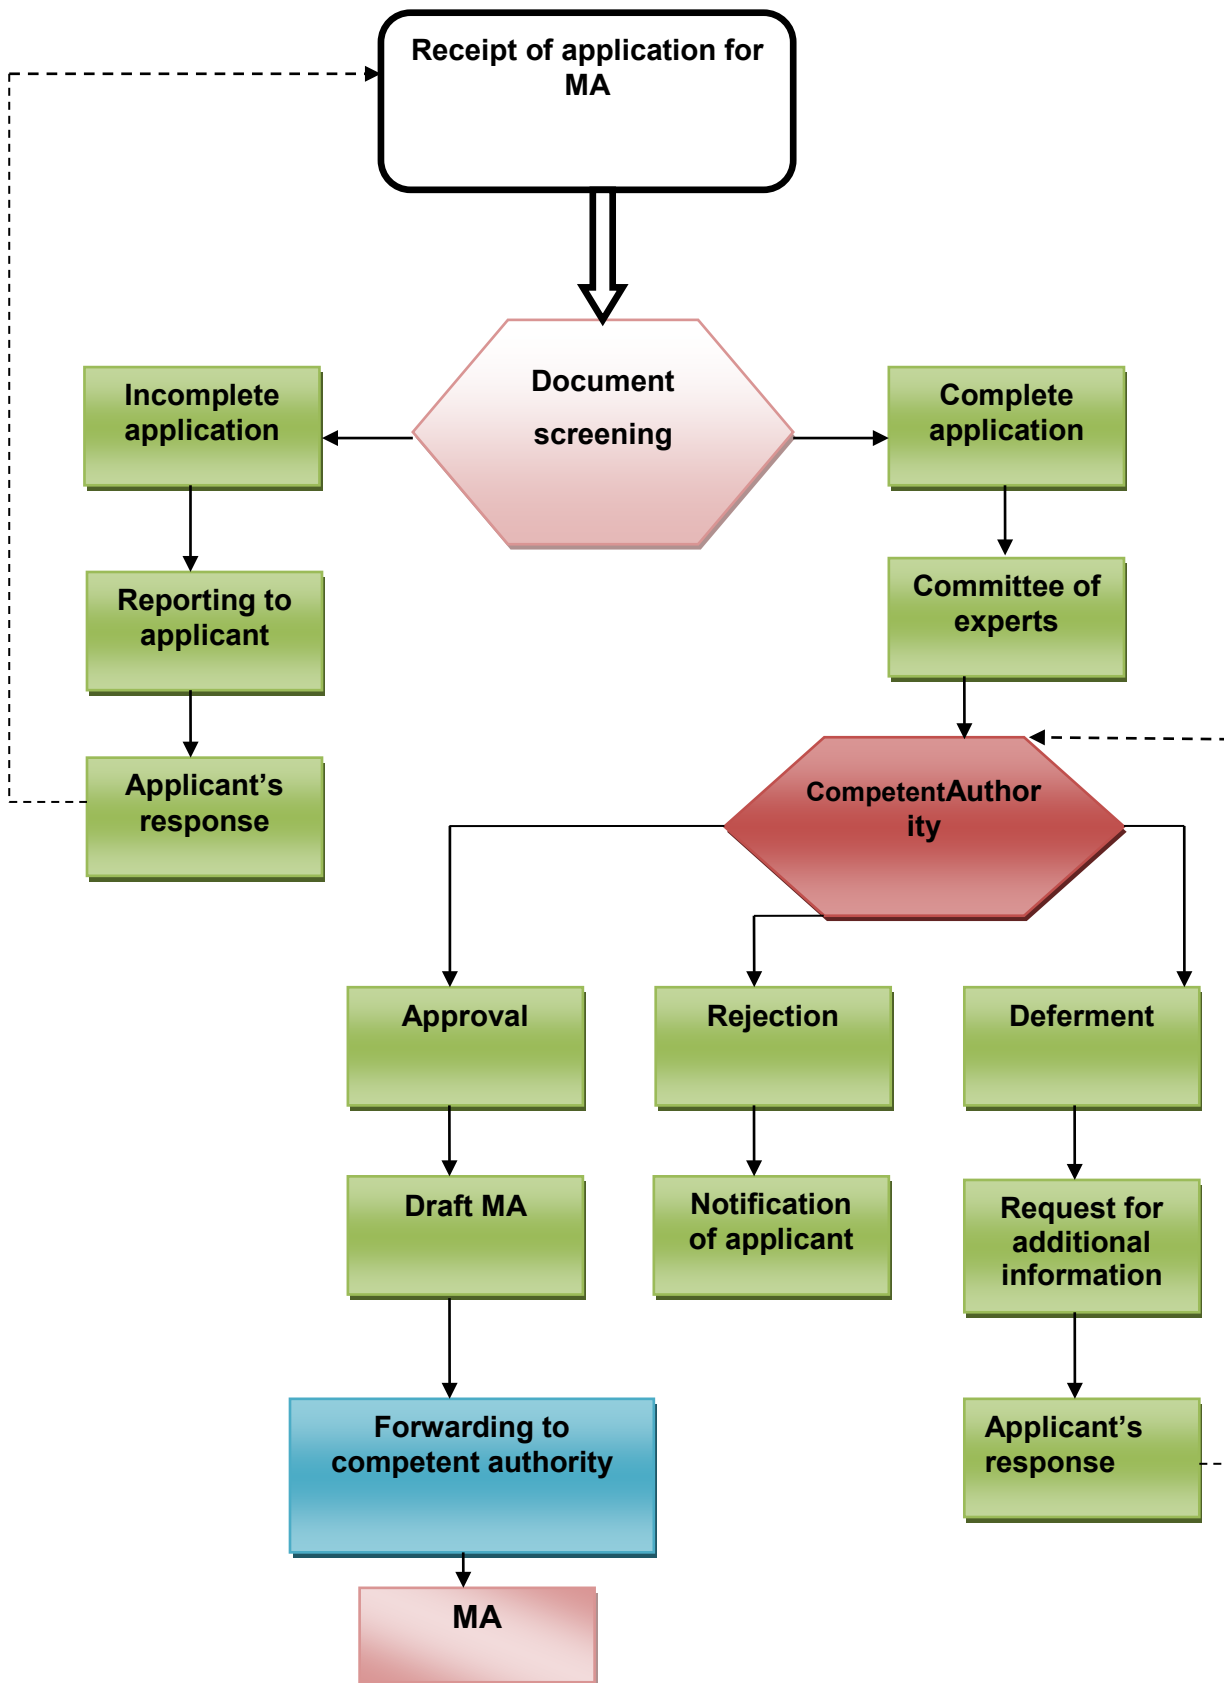 Receipt of application for
MA
Document
screening
Incomplete
application
Complete
application
Reporting to
applicant
Committee of
experts
Applicant’s
response
CompetentAuthor
ity
Approval
Rejection
Deferment
Draft MA
Notification
of applicant
Request for
additional
information
Forwarding to
competent authority
Applicant’s
response
MA